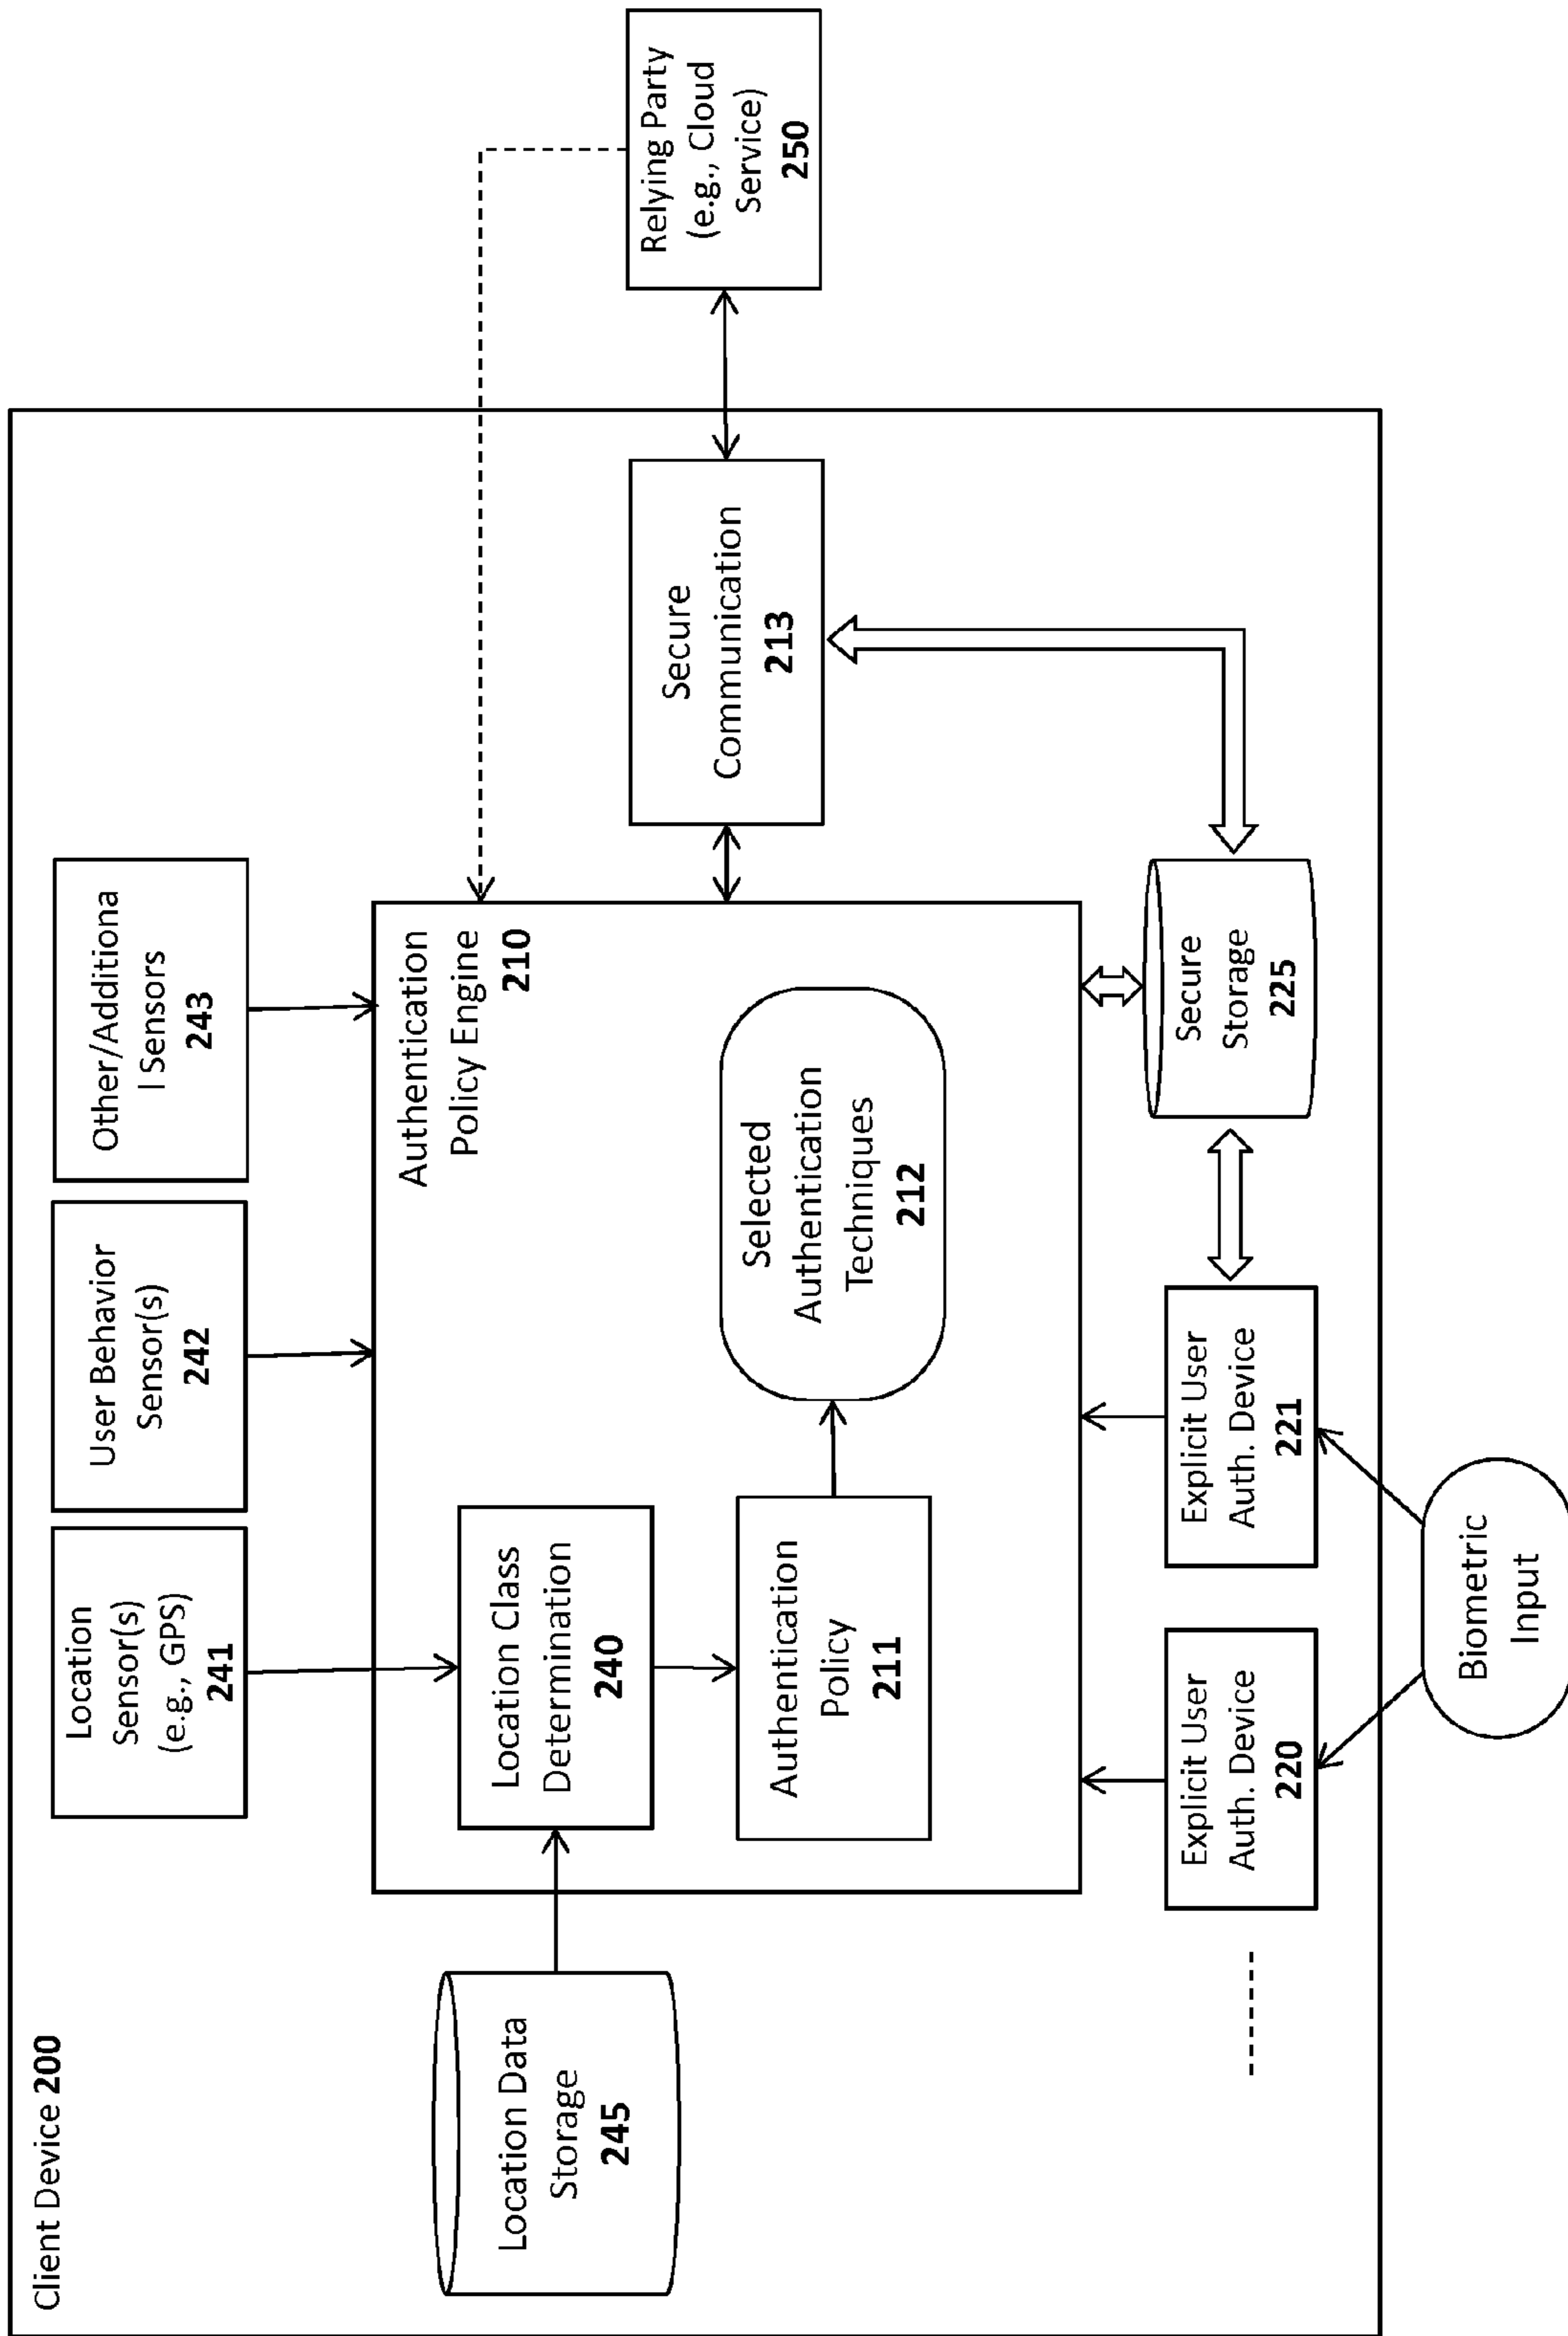 Client Device 200
Location
Sensor(s)
(e.g., GPS)
241
User Behavior
Sensor(s)
242
Other/Additiona
l Sensors
243
Location Data
Storage
245
Authentication
Policy Engine
210
Location Class
Determination
240
Authentication
Policy
211
Selected
Authentication
Techniques
212
Secure
Communication
213
Relying Party
(e.g., Cloud
Service)
250
Explicit User
Auth. Device
220
Explicit User
Auth. Device
221
Secure
Storage
225
Biometric
Input